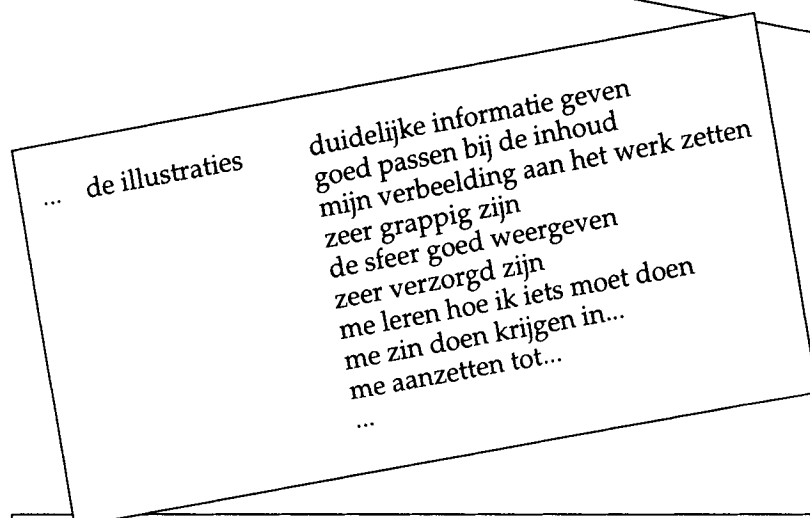 ... de illustraties duidelijke informatie geven
goed passen bij de inhoud
mijn verbeelding aan het werk zetten
zeer grappig zijn
de sfeer goed weergeven
zeer verzorgd zijn
me leren hoe ik iets moet doen
me zin doen krijgen in...
me aanzetten tot...
...